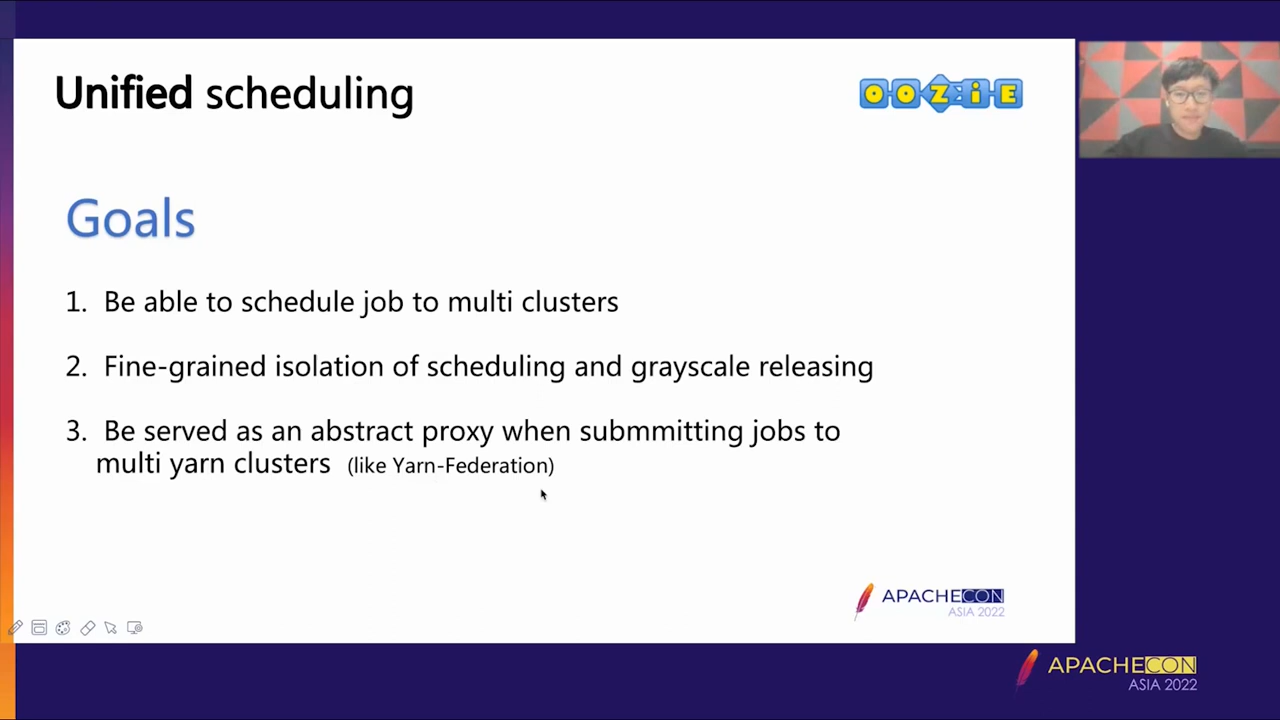 Unified scheduling
OOZiE
Goals
1. Be able to schedule job to multi clusters
2. Fine-grained isolation of scheduling and grayscale releasing
3. Be served as an abstract proxy when submmitting jobs to
multi yarn clusters (like Yarn-Federation)
APACHECON
ASIA 2022
APACHECON
ASIA 2022